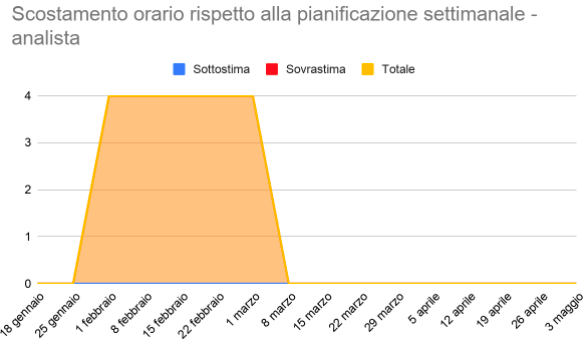 Scostamento orario rispetto alla pianificazione settimanale -
analista
Sottostima Sovrastima Totale
4
3
2
1
0
18 gennaio 25 gennaio 1 febbraio 8 febbraio 15 febbraio 22 febbraio 1 marzo 8 marzo 15 marzo 22 marzo 29 marzo 5 aprile 12 aprile 19 aprile 26 aprile 3 maggio